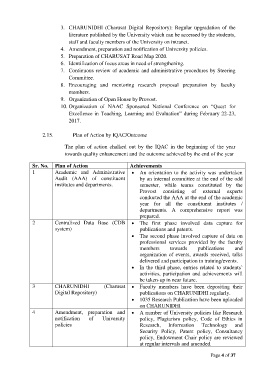 3. CHARUNIDHI (Charusat Digital Repository): Regular upgradation of the
literature published by the University which can be accessed by the students,
staff and faculty members of the University on intranet.
4. Amendment, preparation and notification of University policies.
5. Preparation of CHARUSAT Road Map 2020.
6. Identification of focus areas in need of strengthening.
7. Continuous review of academic and administrative procedures by Steering
Committee.
8. Encouraging and mentoring research proposal preparation by faculty
members.
9. Organization of Open House by Provost.
10. Organization of NAAC Sponsored National Conference on "Quest for
Excellence in Teaching, Learning and Evaluation" during February 22-23,
2017.
2.15. Plan of Action by IQAC/Outcome
The plan of action chalked out by the IQAC in the beginning of the year
towards quality enhancement and the outcome achieved by the end of the year
Sr. No. Plan of Action Achievements
1 Academic and Administrative Audit (AAA) of constituent institutes and departments.
• An orientation to the activity was undertaken
by an internal committee at the end of the odd
semester, while teams constituted by the
Provost consisting of external experts
conducted the AAA at the end of the academic
year for all the constituent institutes /
departments. A comprehensive report was
prepared.
2 Centralized Data Base (CDB
system)
• The first phase involved data capture for
publications and patents.
• The second phase involved capture of data on
professional services provided by the faculty
members towards publications and
organization of events, awards received, talks
delivered and participation in training/events.
• In the third phase, entries related to students'
activities, participation and achievements will
be taken up in near future.
3 CHARUNIDHI (Charusat
Digital Repository)
• Faculty members have been depositing their
publications on CHARUNIDHI regularly.
• 1035 Research Publication have been uploaded
on CHARUNIDHI
4 Amendment, preparation and
notification of University
policies
• A number of University policies like Research
policy, Plagiarism policy, Code of Ethics in
Research, Information Technology and
Security Policy, Patent policy, Consultancy
policy, Endowment Chair policy are reviewed
at regular intervals and amended.
Page 4 of 37